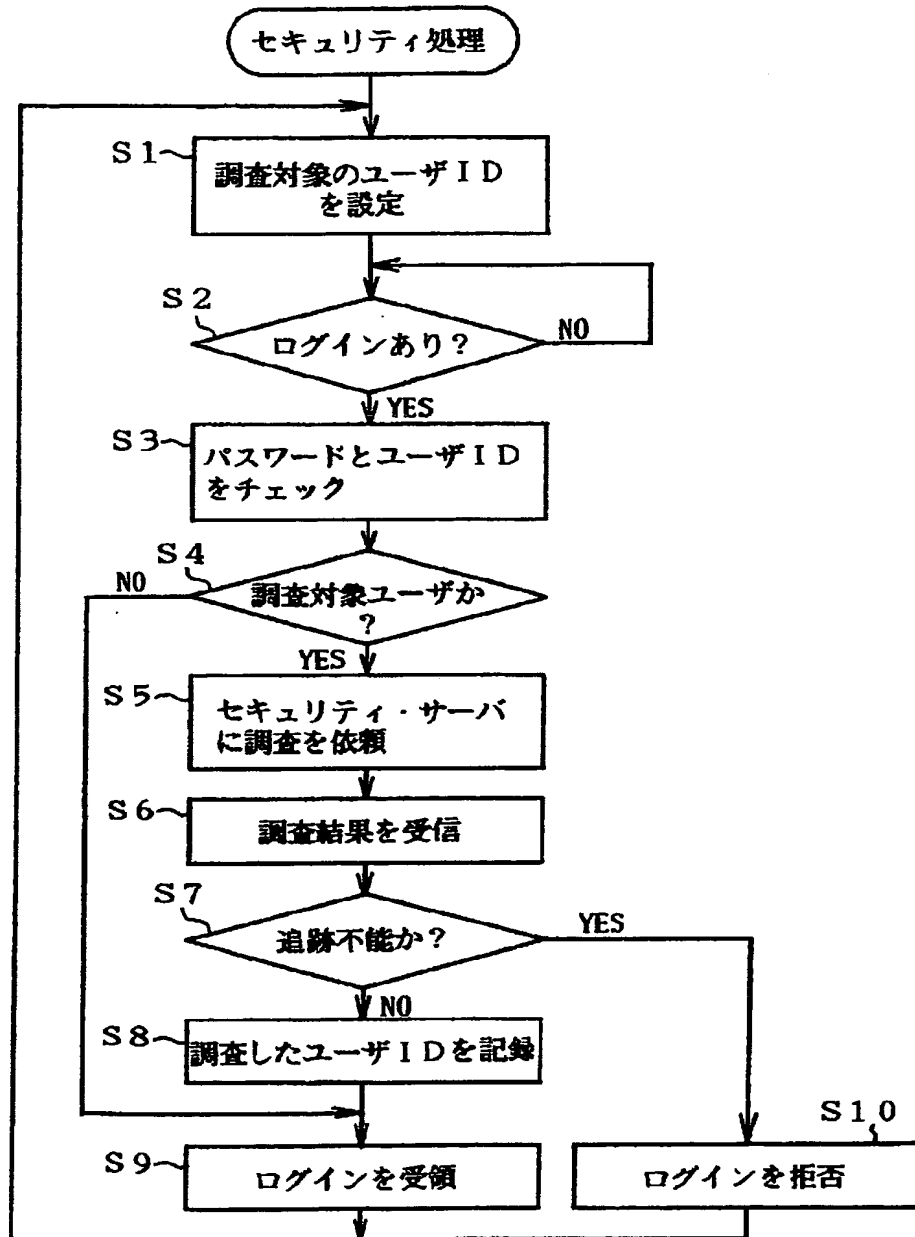 セキュリティ処理
S1
調査対象のユーザID
を設定
S2
ログインあり?
NO
YES
S3
パスワードとユーザID
をチェック
S4
NO
調査対象ユーザか
?
YES
S5
セキュリティ・サーバ
に調査を依頼
S6
調査結果を受信
S7
追跡不能か?
YES
NO
S8
調査したユーザIDを記録
S10
S9
ログインを受領
ログインを拒否